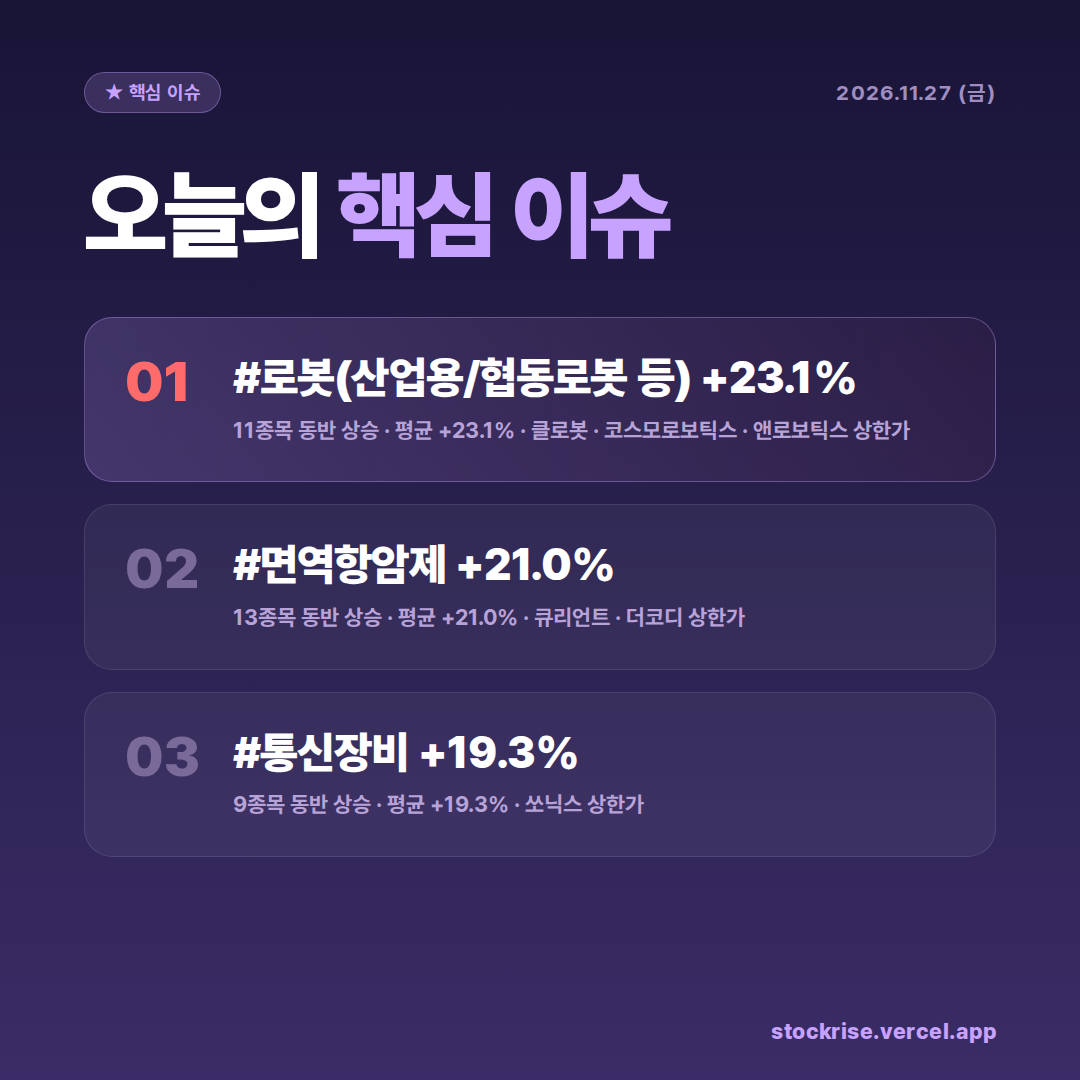 ★ 핵심 이슈
2026.11.27 (금)
오늘의 핵심 이슈
01
#로봇(산업용/협동로봇 등) +23.1%
11종목 동반 상승 · 평균 +23.1% · 클로봇 · 코스모로보틱스 · 앤로보틱스 상한가
02
#면역항암제 +21.0%
13종목 동반 상승 · 평균 +21.0% · 큐리언트 · 더코디 상한가
03
#통신장비 +19.3%
9종목 동반 상승 · 평균 +19.3% · 쏘닉스 상한가
stockrise.vercel.app